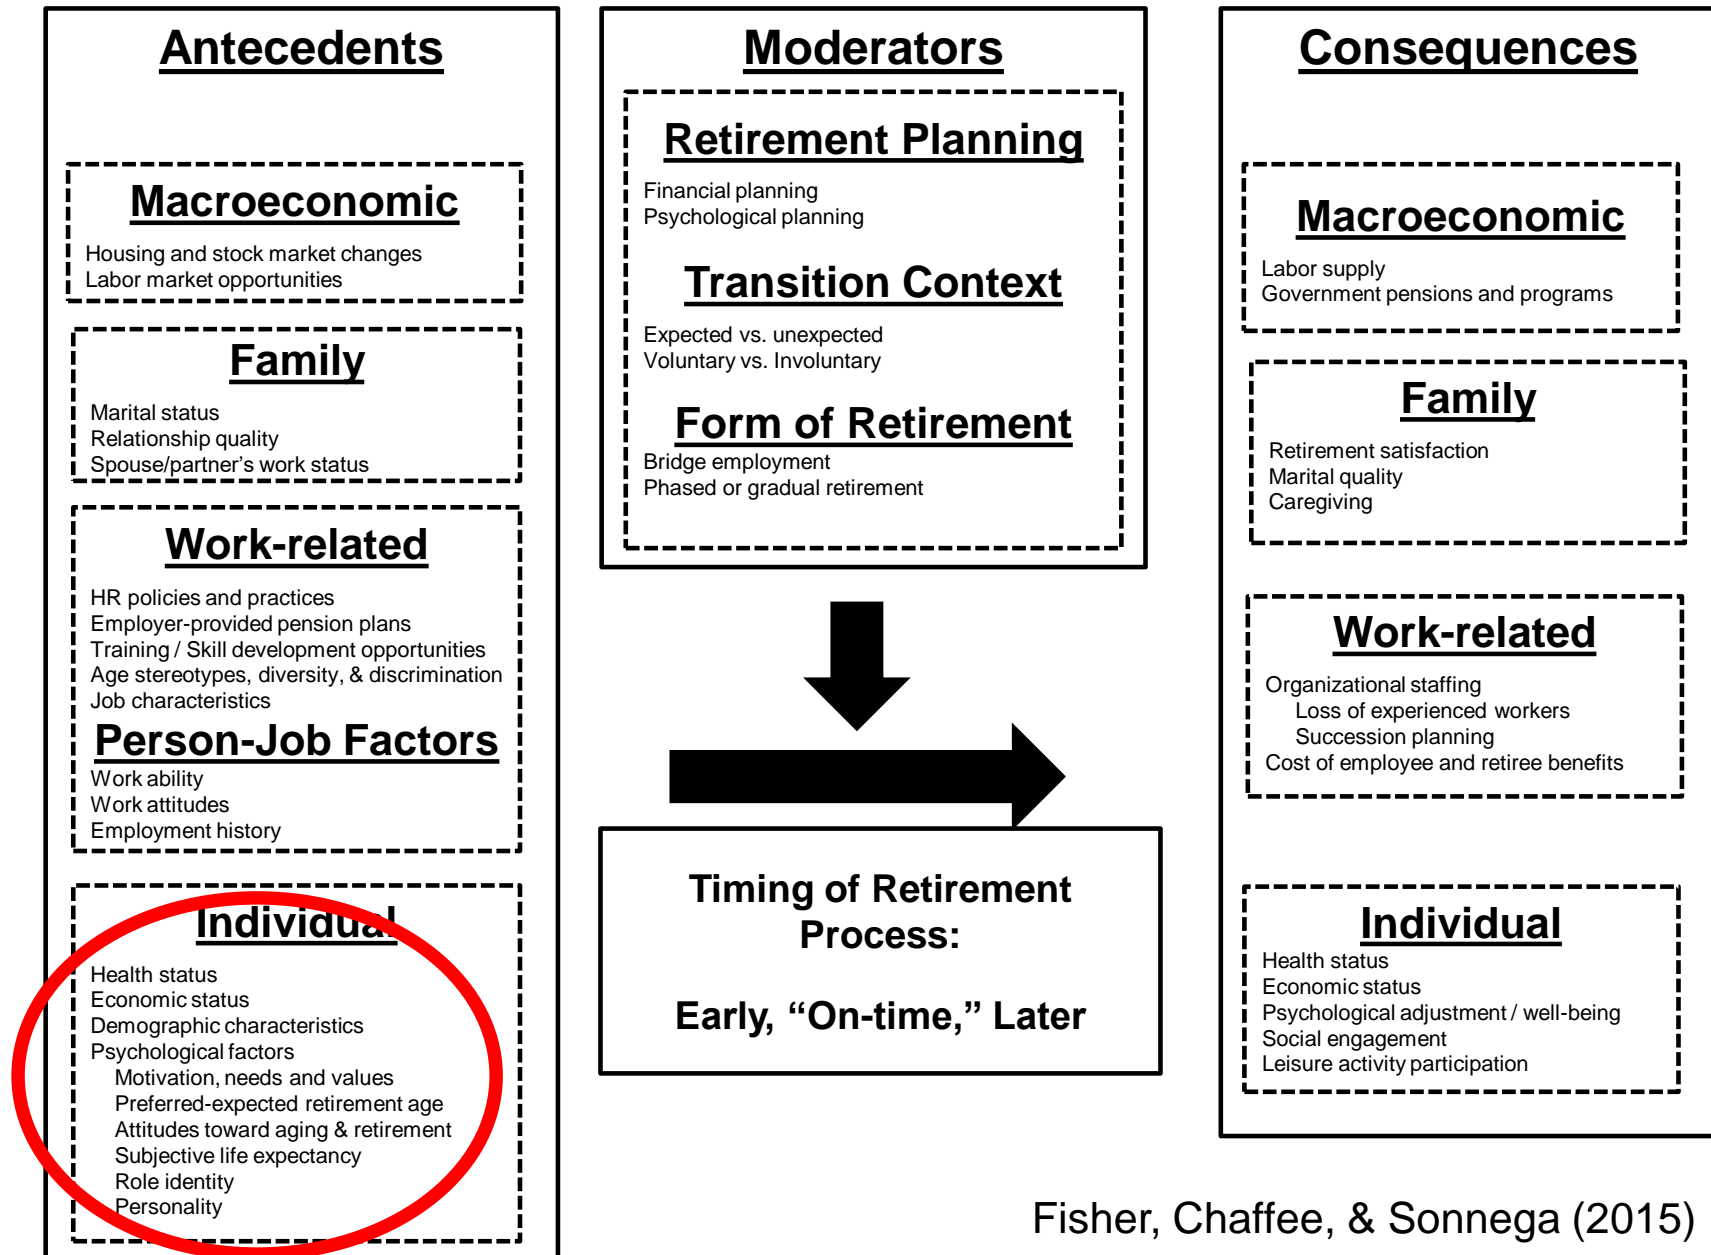 Antecedents
Macroeconomic
Housing and stock market changes
Labor market opportunities
Family
Marital status
Relationship quality
Spouse/partner’s work status
Work-related
HR policies and practices
Employer-provided pension plans
Training / Skill development opportunities
Age stereotypes, diversity, & discrimination
Job characteristics
Person-Job Factors
Work ability
Work attitudes
Employment history
Individual
Health status
Economic status
Demographic characteristics
Psychological factors
Motivation, needs and values
Preferred-expected retirement age
Attitudes toward aging & retirement
Subjective life expectancy
Role identity
Personality
Moderators
Retirement Planning
Financial planning
Psychological planning
Transition Context
Expected vs. unexpected
Voluntary vs. Involuntary
Form of Retirement
Bridge employment
Phased or gradual retirement
Timing of Retirement
Process:
Early, “On-time,” Later
Consequences
Macroeconomic
Labor supply
Government pensions and programs
Family
Retirement satisfaction
Marital quality
Caregiving
Work-related
Organizational staffing
Loss of experienced workers
Succession planning
Cost of employee and retiree benefits
Individual
Health status
Economic status
Psychological adjustment / well-being
Social engagement
Leisure activity participation
Fisher, Chaffee, & Sonnega (2015)